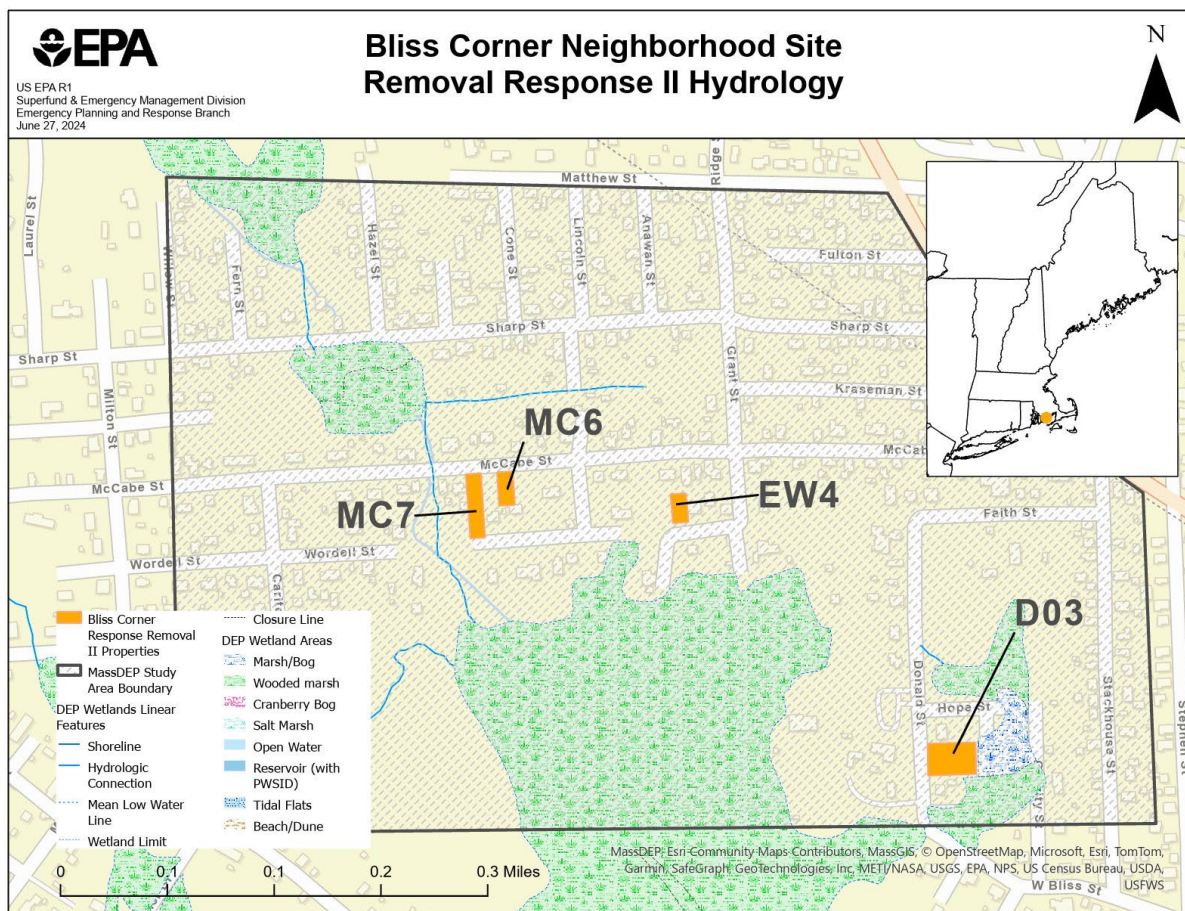 EPA
US EPA R1
Superfund & Emergency Management Division
Emergency Planning and Response Branch
June 27, 2024
Bliss Corner Neighborhood Site
Removal Response II Hydrology
N
Matthew St
Ridge
Laurel St
Willow St
Fern St
Hazel St
Cone St
Lincoln St
Anawan St
Fulton St
Sharp St
Sharp St
Sharp St
Grant St
Kraseman St
Milton St
MC6
McCabe St
McCabe St
McCab
MC7
EW4
Faith St
Wordell St
Wordell St
D03
Donald St
Hope St
Stackhouse St
Stephen St
W Bliss St
Bliss Corner
Response Removal
II Properties
MassDEP Study
Area Boundary
DEP Wetlands Linear
Features
Shoreline
Hydrologic
Connection
Mean Low Water
Line
Wetland Limit
Closure Line
DEP Wetland Areas
Marsh/Bog
Wooded marsh
Cranberry Bog
Salt Marsh
Open Water
Reservoir (with
PWSID)
Tidal Flats
Beach/Dune
0 0.1 0.2 0.3 Miles
MassDEP, Esri Community Maps Contributors, MassGIS, © OpenStreetMap, Microsoft, Esri, TomTom,
Garmin, SafeGraph, GeoTechnologies, Inc, METI/NASA, USGS, EPA, NPS, US Census Bureau, USDA,
USFWS